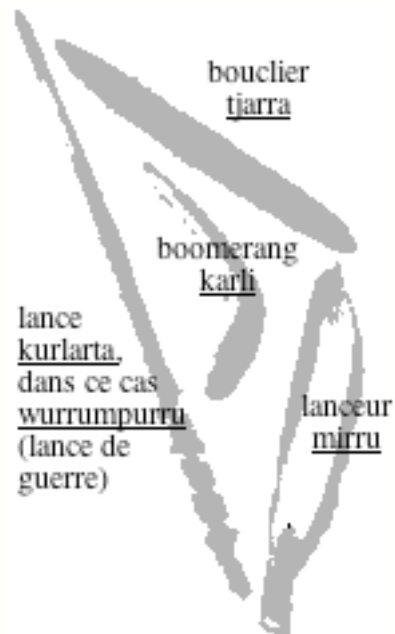 bouclier
tjarra
boomerang
karli
lance
kurlarta,
dans ce cas
wurrumpurru
(lance de
guerre)
lanceur
mirru